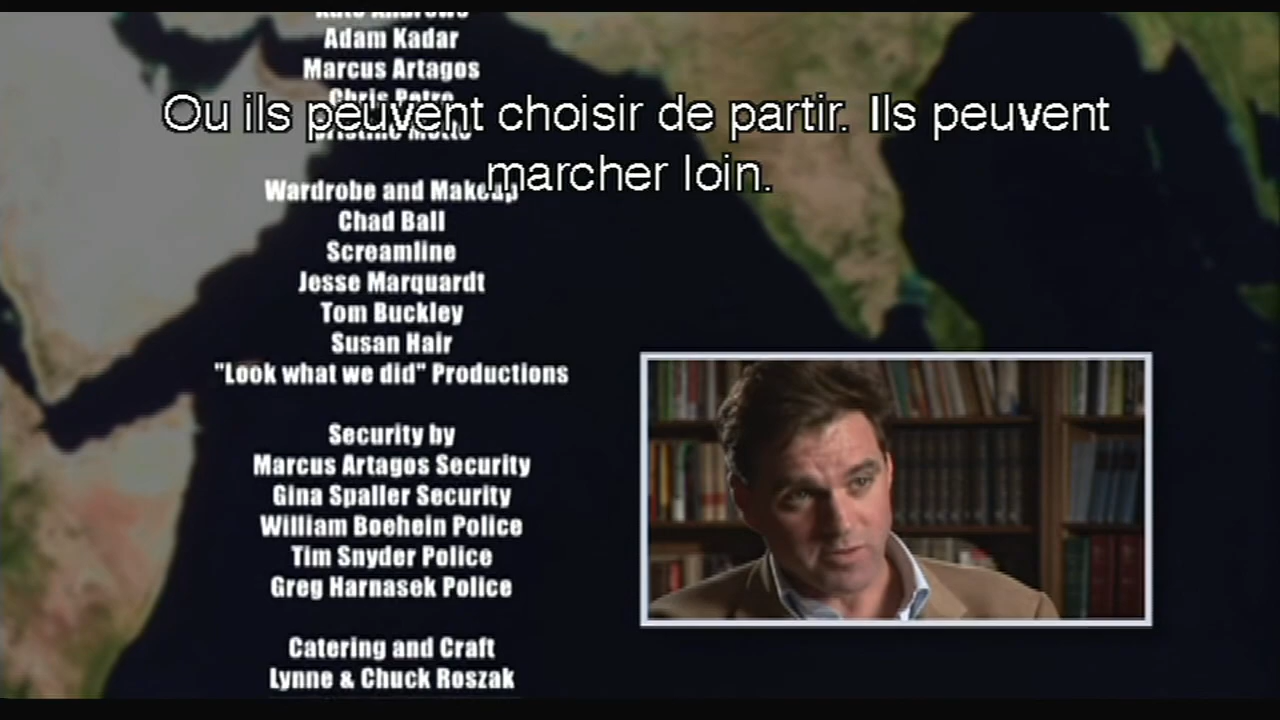 Adam Kadar
Marcus Artagos
Ou ils peuvent choisir de partir. Ils peuvent
marcher loin.
Wardrobe and Makeup
Chad Ball
Screamline
Jesse Marquardt
Tom Buckley
Susan Hair
"Look what we did" Productions
Security by
Marcus Artagos Security
Gina Spaller Security
William Boehein Police
Tim Snyder Police
Greg Harnasek Police
Catering and Craft
Lynne & Chuck Roszak